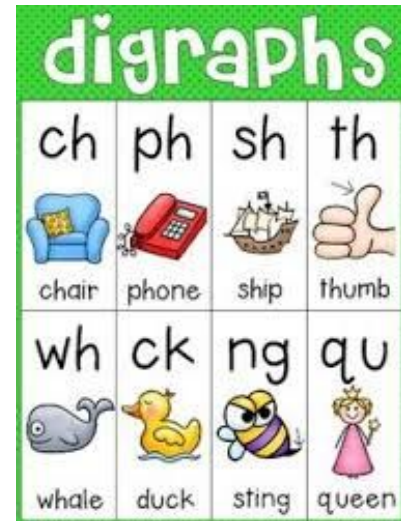 digraphs
ch ph sh th
chair phone ship thumb
wh ck ng qu
whale duck sting queen